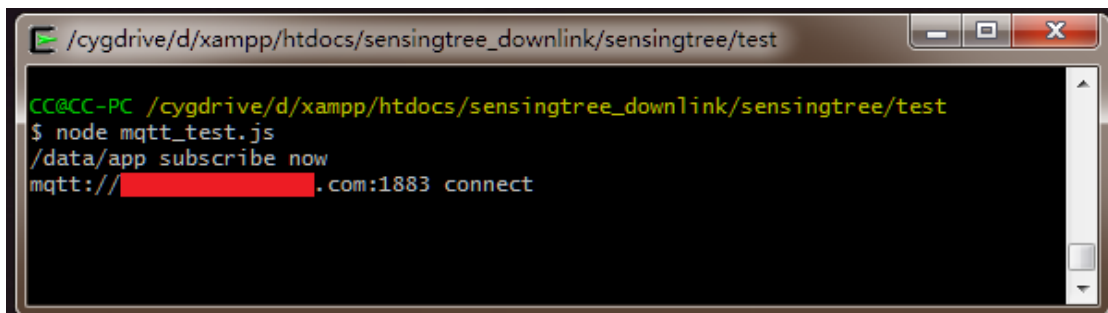 /cygdrive/d/xampp/htdocs/sensingtree_downlink/sensingtree/test
CC@CC-PC /cygdrive/d/xampp/htdocs/sensingtree_downlink/sensingtree/test
$ node mqtt_test.js
/data/app subscribe now
mqtt:// .com:1883 connect